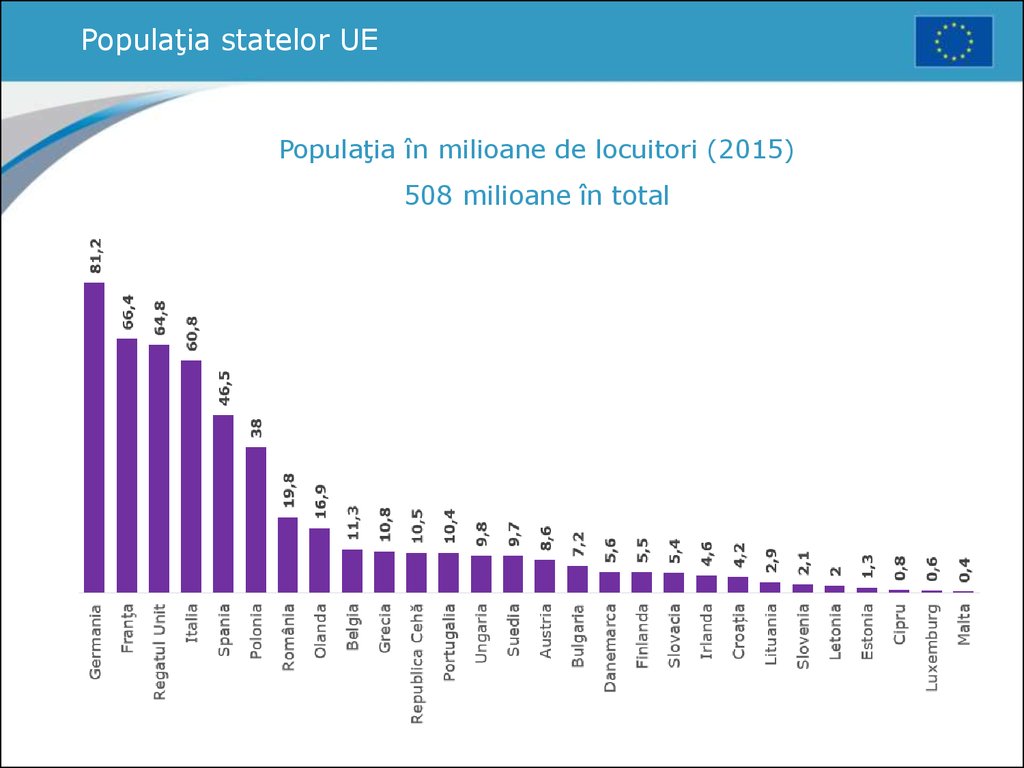 Populaţia statelor UE
Populaţia în milioane de locuitori (2015)
508 milioane în total
81,2
66,4
64,8
60,8
46,5
38
19,8
16,9
11,3
10,8
10,5
10,4
9,8
9,7
8,6
7,2
5,6
5,5
5,4
4,6
4,2
2,9
2,1
2
1,3
0,8
0,6
0,4
Germania
Franţa
Regatul Unit
Italia
Spania
Polonia
România
Olanda
Belgia
Grecia
Republica Cehă
Portugalia
Ungaria
Suedia
Austria
Bulgaria
Danemarca
Finlanda
Slovacia
Irlanda
Croația
Lituania
Slovenia
Letonia
Estonia
Cipru
Luxemburg
Malta